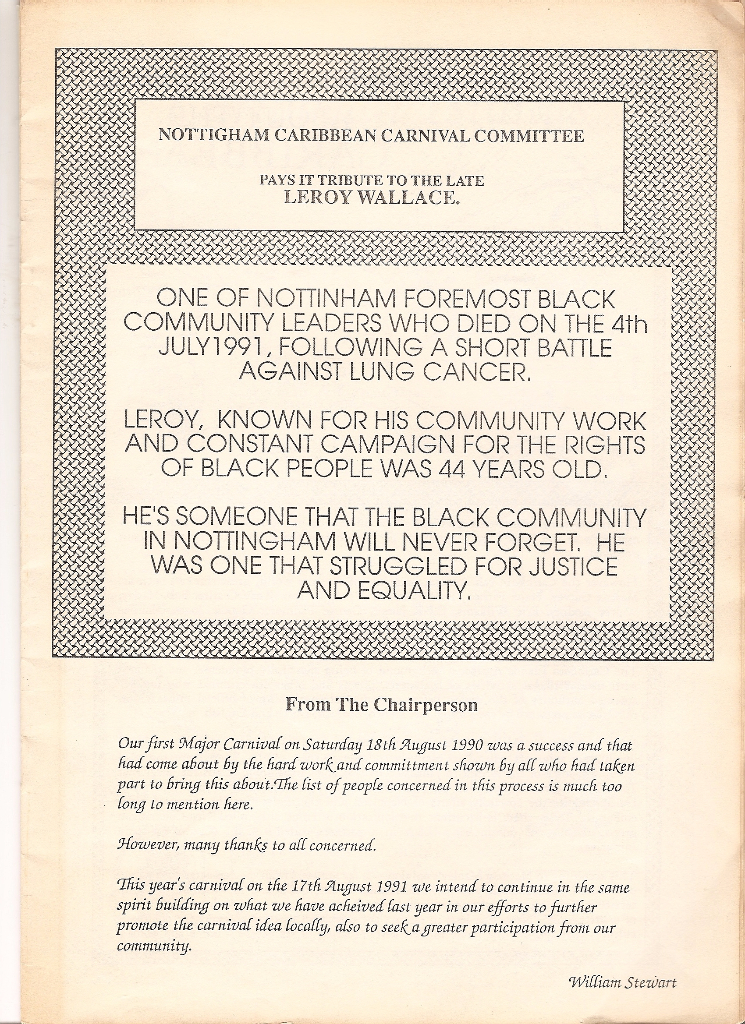 NOTTIGHAM CARIBBEAN CARNIVAL COMMITTEE
PAYS IT TRIBUTE TO THE LATE
LEROY WALLACE.
ONE OF NOTTINHAM FOREMOST BLACK
COMMUNITY LEADERS WHO DIED ON THE 4th
JULY1991, FOLLOWING A SHORT BATTLE
AGAINST LUNG CANCER.
LEROY, KNOWN FOR HIS COMMUNITY WORK
AND CONSTANT CAMPAIGN FOR THE RIGHTS
OF BLACK PEOPLE WAS 44 YEARS OLD.
HE'S SOMEONE THAT THE BLACK COMMUNITY
IN NOTTINGHAM WILL NEVER FORGET. HE
WAS ONE THAT STRUGGLED FOR JUSTICE
AND EQUALITY.
From The Chairperson
Our first Major Carnival on Saturday 18th August 1990 was a success and that
had come about by the hard work and committment shown by all who had taken
part to bring this about.The list of people concerned in this process is much too
long to mention here.
However, many thanks to all concerned.
This year's carnival on the 17th August 1991 we intend to continue in the same
spirit building on what we have acheived last year in our efforts to further
promote the carnival idea locally, also to seek a greater participation from our
community.
William Stewart